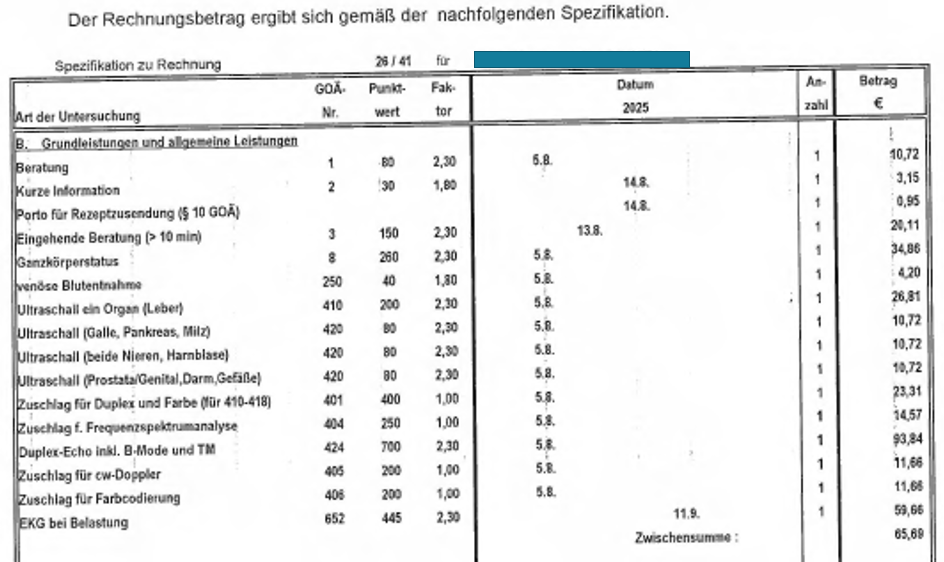 Der Rechnungsbetrag ergibt sich gemäß der nachfolgenden Spezifikation.
Spezifikation zu Rechnung 26 / 41 für
Art der Untersuchung GOÄ-Nr. Punkt-wert Fak-tor Datum 2025 An-zahl Betrag €
B. Grundleistungen und allgemeine Leistungen
Beratung 1 80 2,30 5.8. 1 10,72
Kurze Information 2 30 1,80 14.8. 1 3,15
Porto für Rezeptzusendung (§ 10 GOÄ) 14.8. 1 0,95
Eingehende Beratung (> 10 min) 3 150 2,30 13.8. 1 20,11
Ganzkörperstatus 8 260 2,30 5.8. 1 34,86
venöse Blutentnahme 250 40 1,80 5.8. 1 4,20
Ultraschall ein Organ (Leber) 410 200 2,30 5.8. 1 26,81
Ultraschall (Galle, Pankreas, Milz) 420 80 2,30 5.8. 1 10,72
Ultraschall (beide Nieren, Harnblase) 420 80 2,30 5.8. 1 10,72
Ultraschall (Prostata/Genital,Darm,Gefäße) 420 80 2,30 5.8. 1 10,72
Zuschlag für Duplex und Farbe (für 410-418) 401 400 1,00 5.8. 1 23,31
Zuschlag f. Frequenzspektrumanalyse 404 250 1,00 5.8. 1 14,57
Duplex-Echo inkl. B-Mode und TM 424 700 2,30 5.8. 1 93,84
Zuschlag für cw-Doppler 405 200 1,00 5.8. 1 11,66
Zuschlag für Farbcodierung 406 200 1,00 5.8. 1 11,66
EKG bei Belastung 652 445 2,30 11.9. 1 59,66
Zwischensumme : 65,69